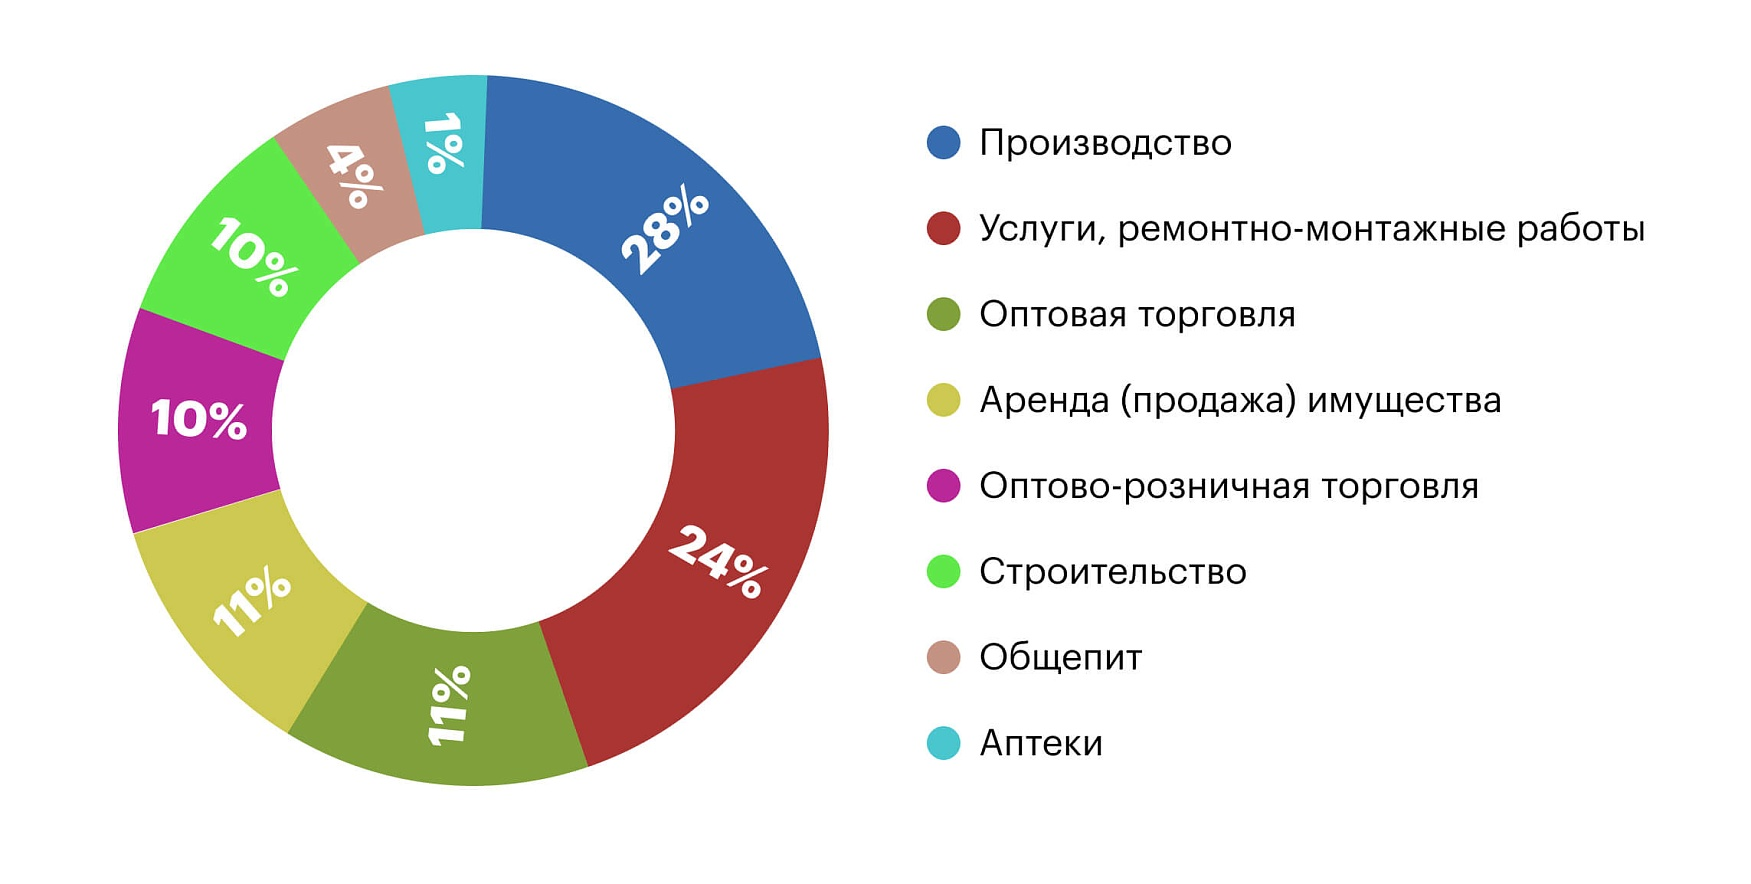 1%
4%
28%
10%
10%
24%
11%
11%
Производство
Услуги, ремонтно-монтажные работы
Оптовая торговля
Аренда (продажа) имущества
Оптово-розничная торговля
Строительство
Общепит
Аптеки